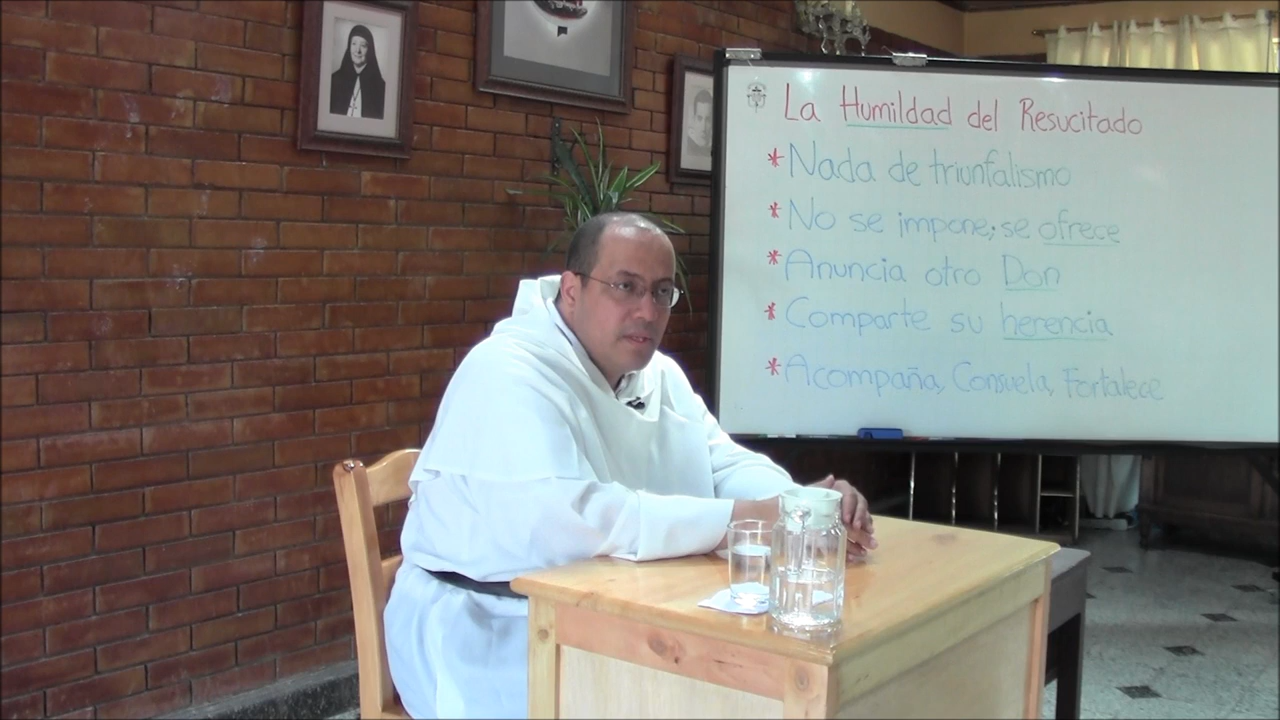 La Humildad del Resucitado
* Nada de triunfalismo
* No se impone; se ofrece
* Anuncia otro Don
* Comparte su herencia
* Acompaña, Consuela, Fortalece